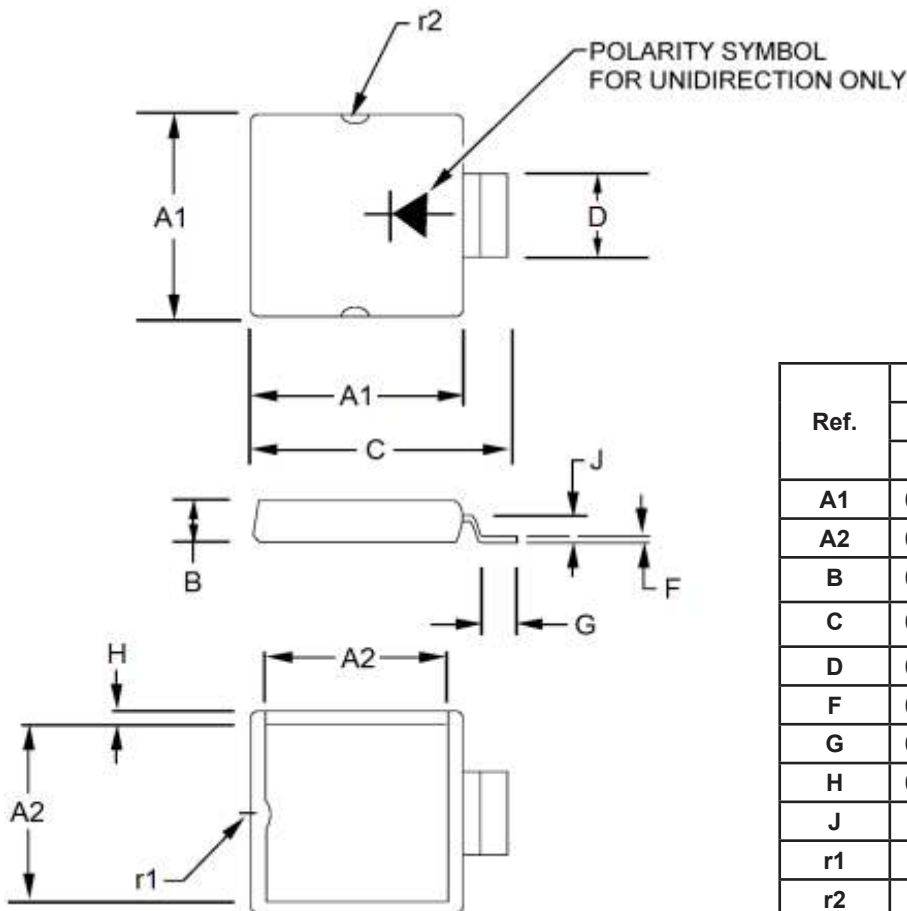 r2
POLARITY SYMBOL
FOR UNIDIRECTION ONLY
A1
D
A1
C
J
B
F
G
H
A2
A2
r1
Ref.
A1
A2
B
C
D
F
G
H
J
r1
r2